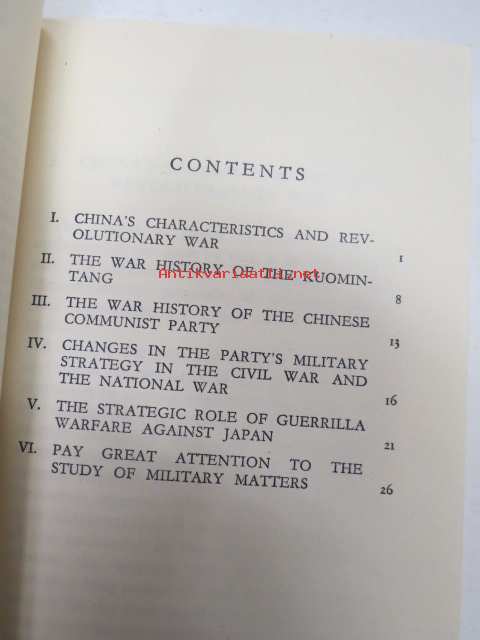 CONTENTS
I. CHINA'S CHARACTERISTICS AND REV-
OLUTIONARY WAR 1
II. THE WAR HISTORY OF THE KUOMIN-
Antikvariaatti.net
TANG 8
III. THE WAR HISTORY OF THE CHINESE
COMMUNIST PARTY 13
IV. CHANGES IN THE PARTY'S MILITARY
STRATEGY IN THE CIVIL WAR AND
THE NATIONAL WAR 16
V. THE STRATEGIC ROLE OF GUERRILLA
WARFARE AGAINST JAPAN 21
VI. PAY GREAT ATTENTION TO THE
STUDY OF MILITARY MATTERS 26